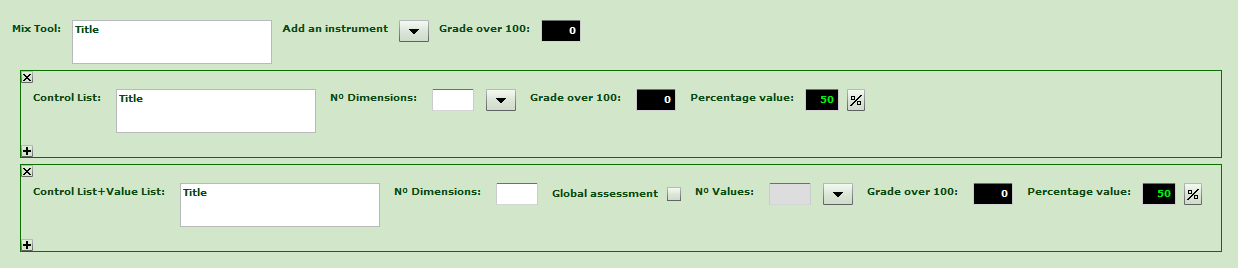 Mix Tool: Title Add an instrument Grade over 100: 0
Control List: Title Nº Dimensions: Grade over 100: 0 Percentage value: 50 %
Control List+Value List: Title Nº Dimensions: Global assessment Nº Values: Grade over 100: 0 Percentage value: 50 %